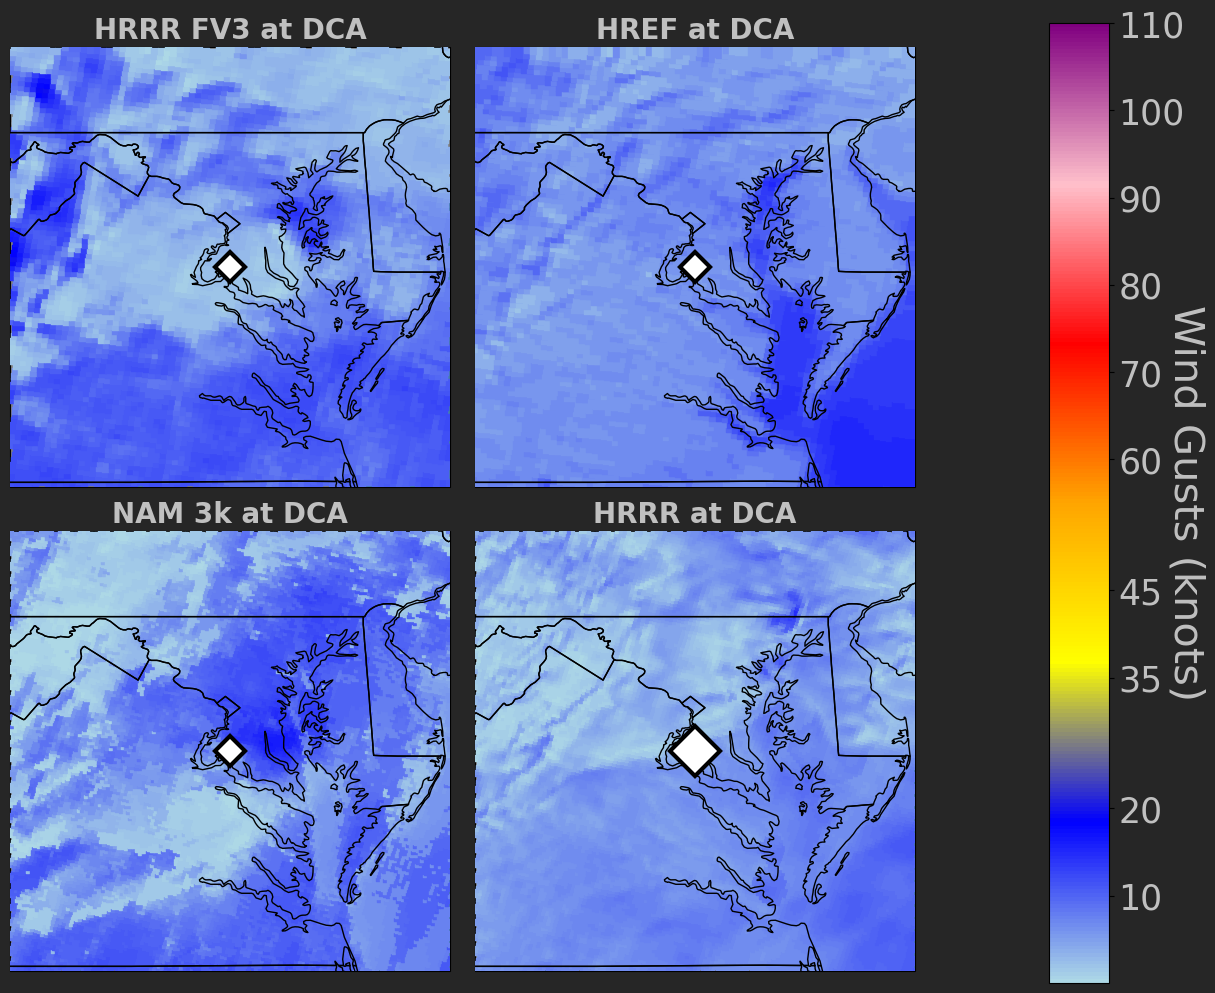 HRRR FV3 at DCA
HREF at DCA
NAM 3k at DCA
HRRR at DCA
110
100
90
80
70
60
45
35
20
10
Wind Gusts (knots)